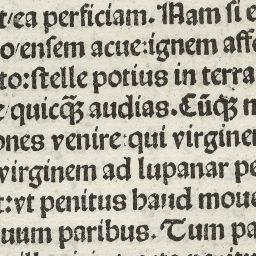 t/ea perficiam. Nam si e
o/ensem acue:ignem affe
to:stelle potius in terra
e quicq̃ audias. Cũq̃ n
ones venire:qui virginem
virginem ad lupanar pe
t:vt penitus haud moue
uum paribus. Tum pa